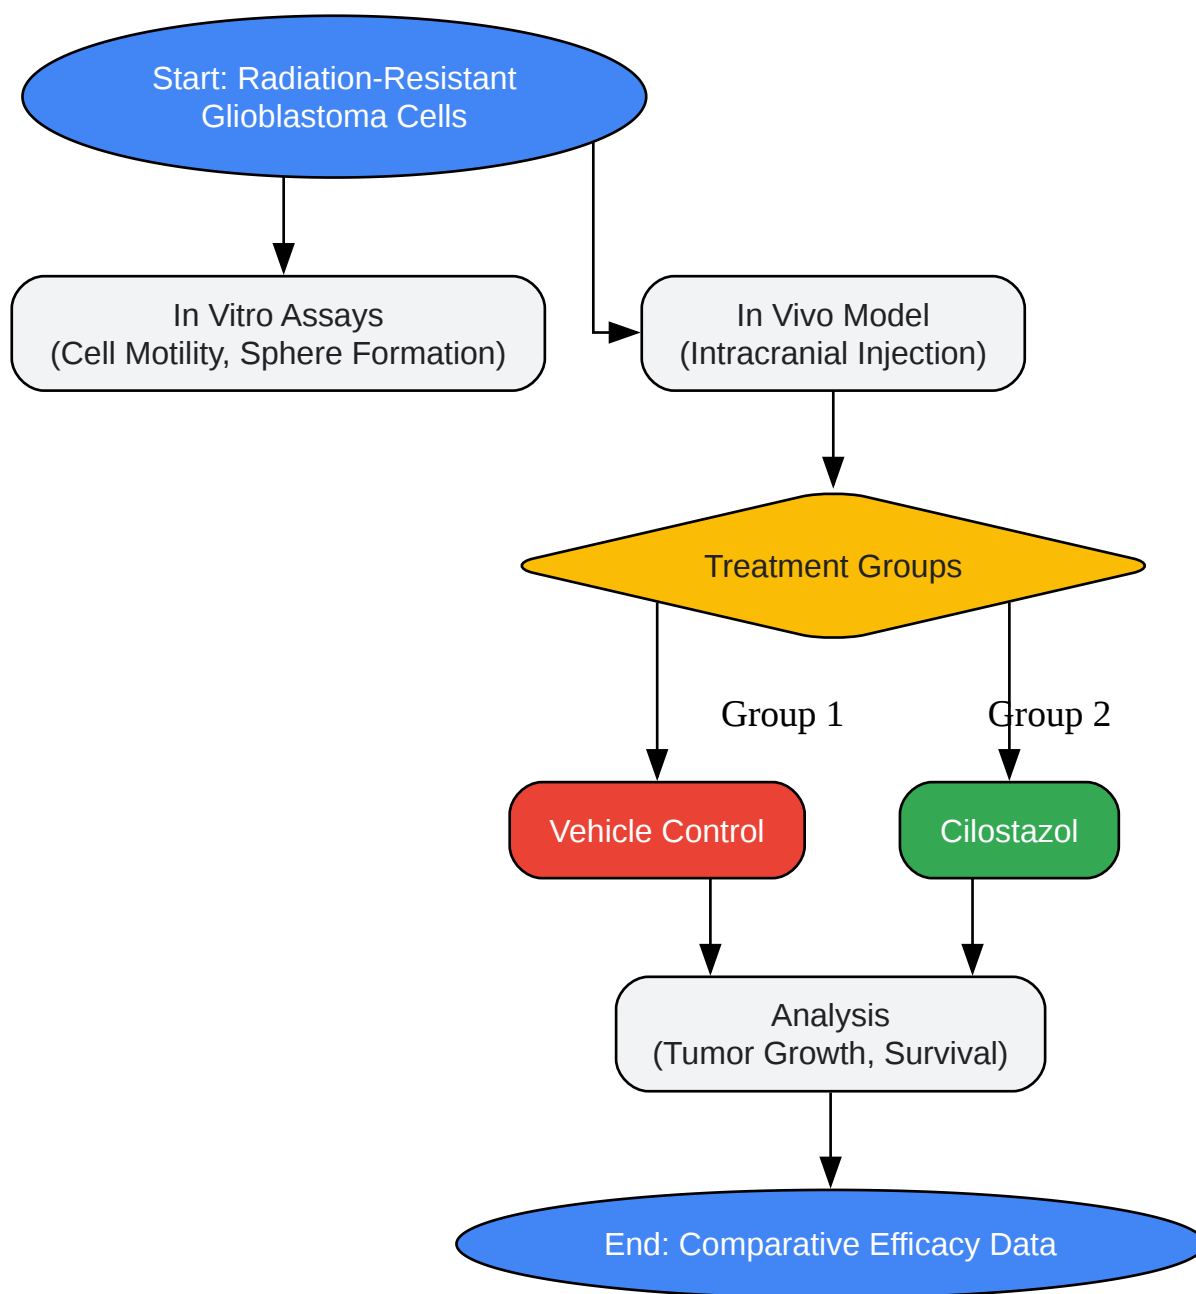 Start: Radiation-Resistant
Glioblastoma Cells
In Vitro Assays
(Cell Motility, Sphere Formation)
In Vivo Model
(Intracranial Injection)
Treatment Groups
Group 1
Group 2
Vehicle Control
Cilostazol
Analysis
(Tumor Growth, Survival)
End: Comparative Efficacy Data